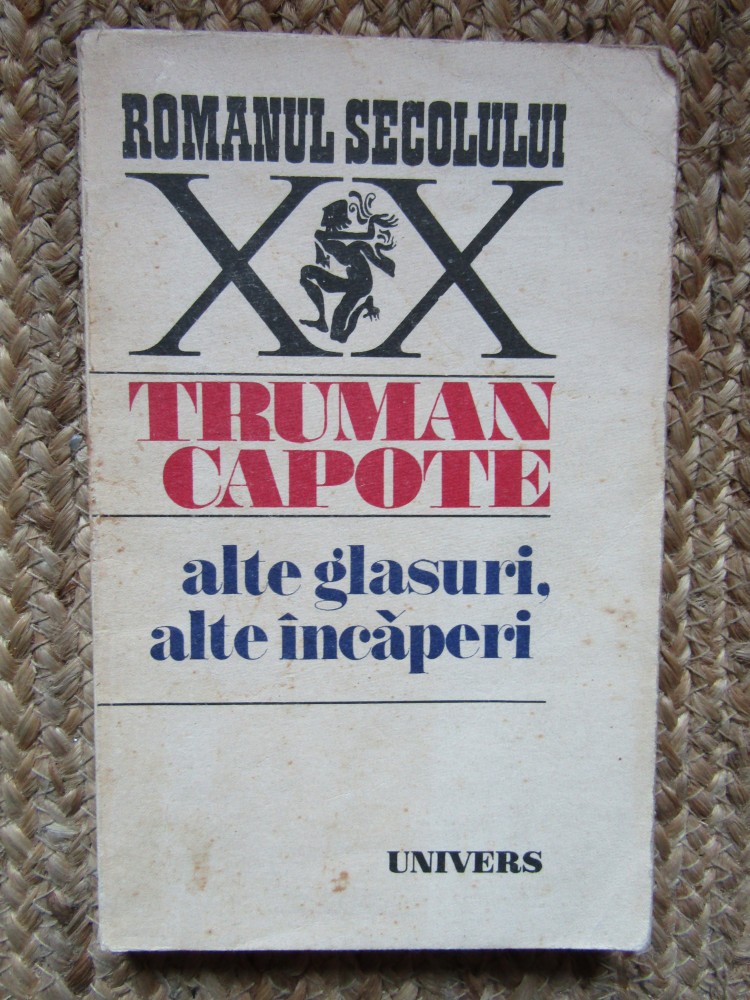 ROMANUL SECOLULUI
XX
TRUMAN
CAPOTE
alte glasuri,
alte încàperi
UNIVERS